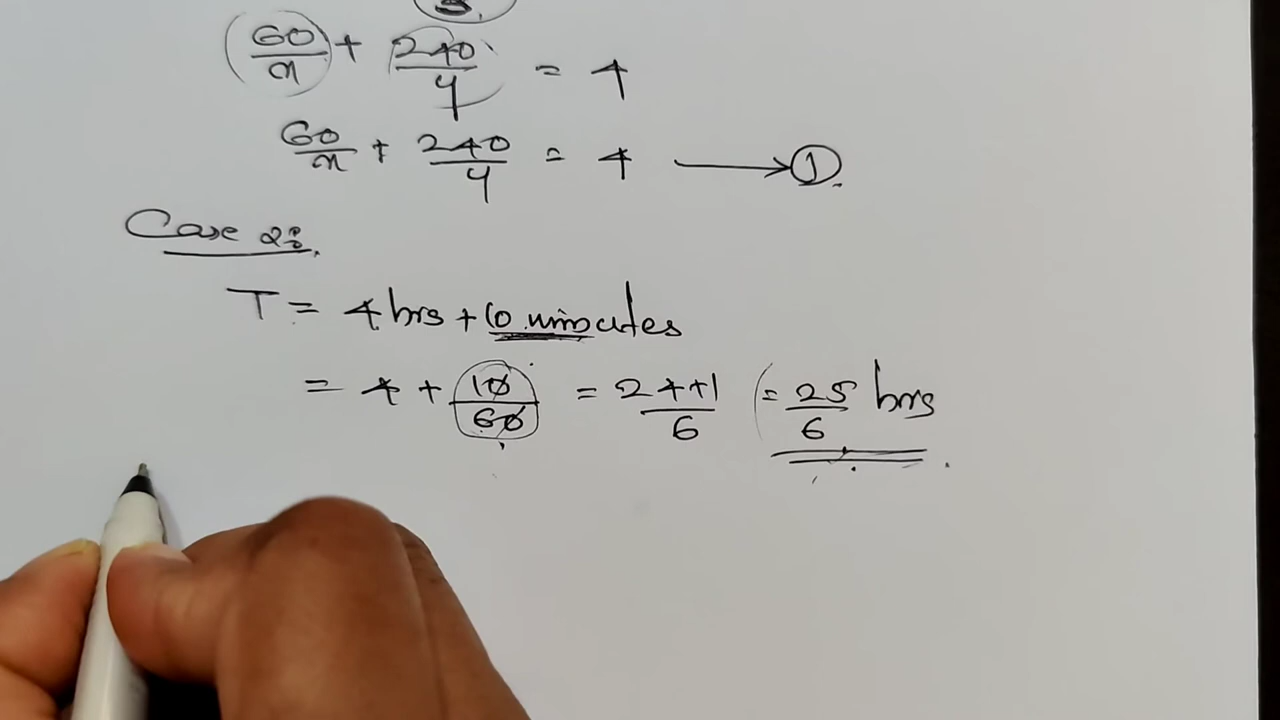 (60/x) + 240/y = 4
60/x + 240/y = 4 → ①.
Case 2:
T = 4 hrs + 10 minutes
= 4 + 10/60 = 24+1/6 = 25/6 hrs